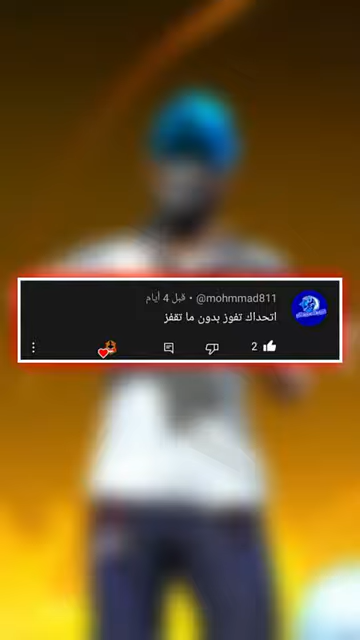 @mohmmad811 • قبل 4 أيام
اتحداك تفوز بدون ما تقفز
2